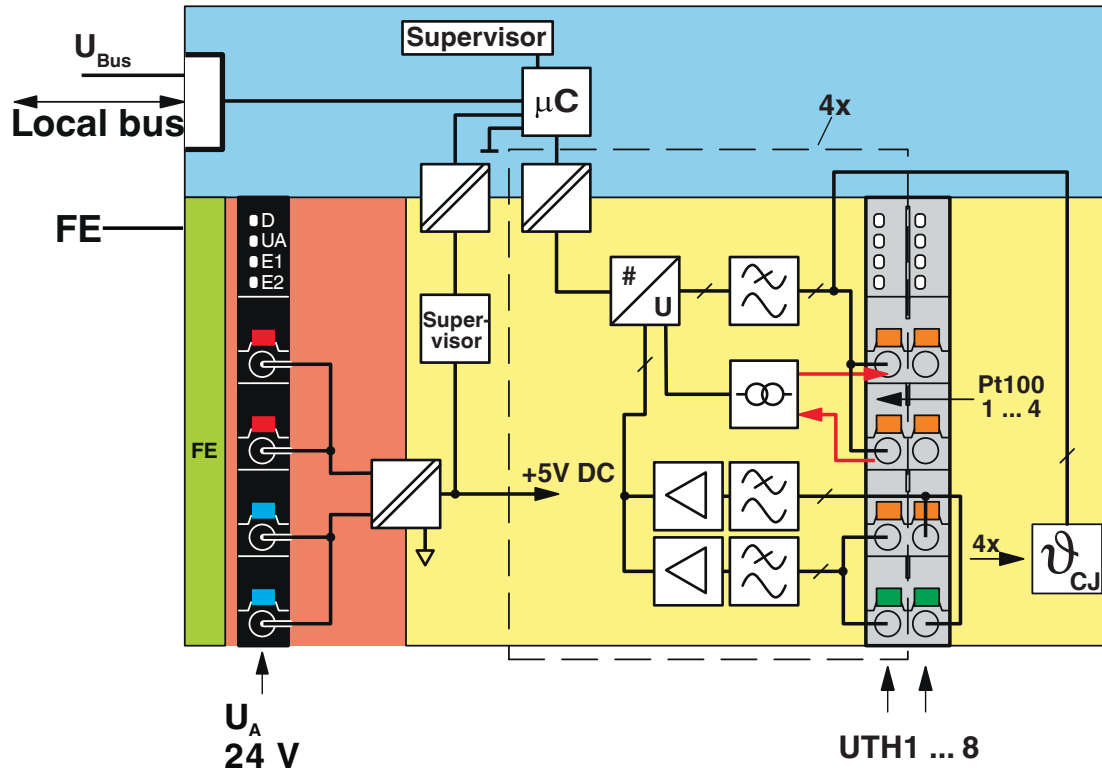 Supervisor
U_Bus
μC
Local bus
4x
FE
D
UA
E1
E2
#
U
Super-
visor
Pt100
1 ... 4
FE
+5V DC
4x
ϑCJ
U_A
24 V
UTH1 ... 8